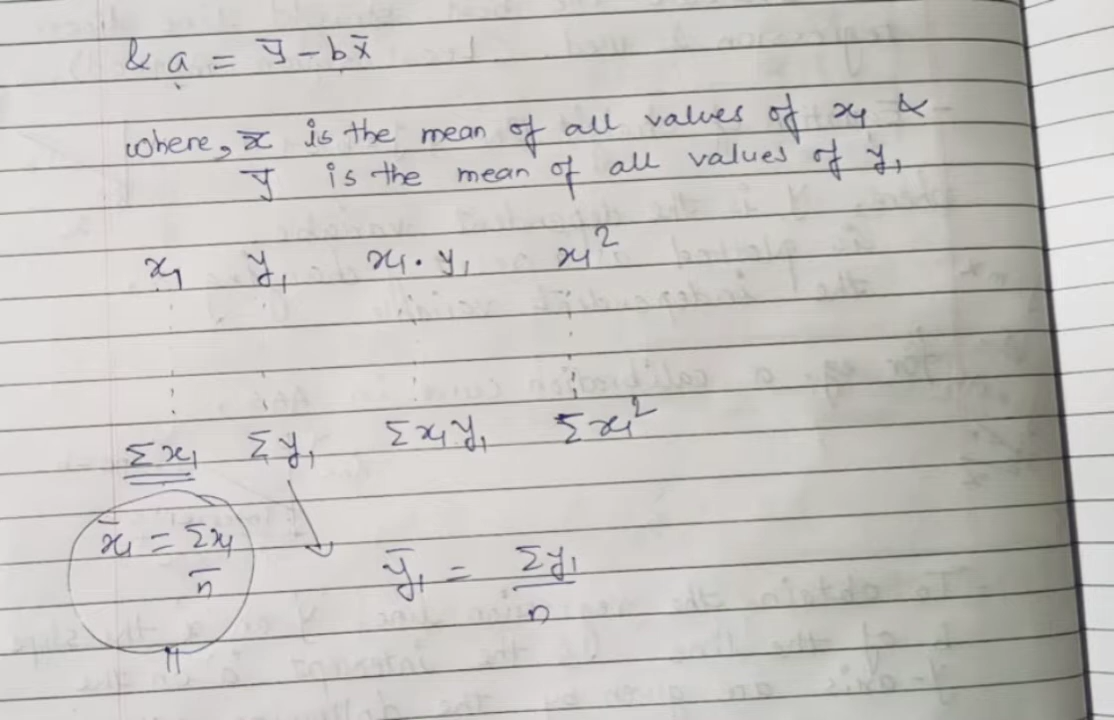 & a = ȳ - bx̄
where, x̄ is the mean of all values of x₁ &
ȳ is the mean of all values of y₁
x₁ y₁ x₁.y₁ x₁²
Σx₁ Σy₁ Σx₁y₁ Σx₁²
x̄₁ = Σx₁/n ȳ₁ = Σy₁/n